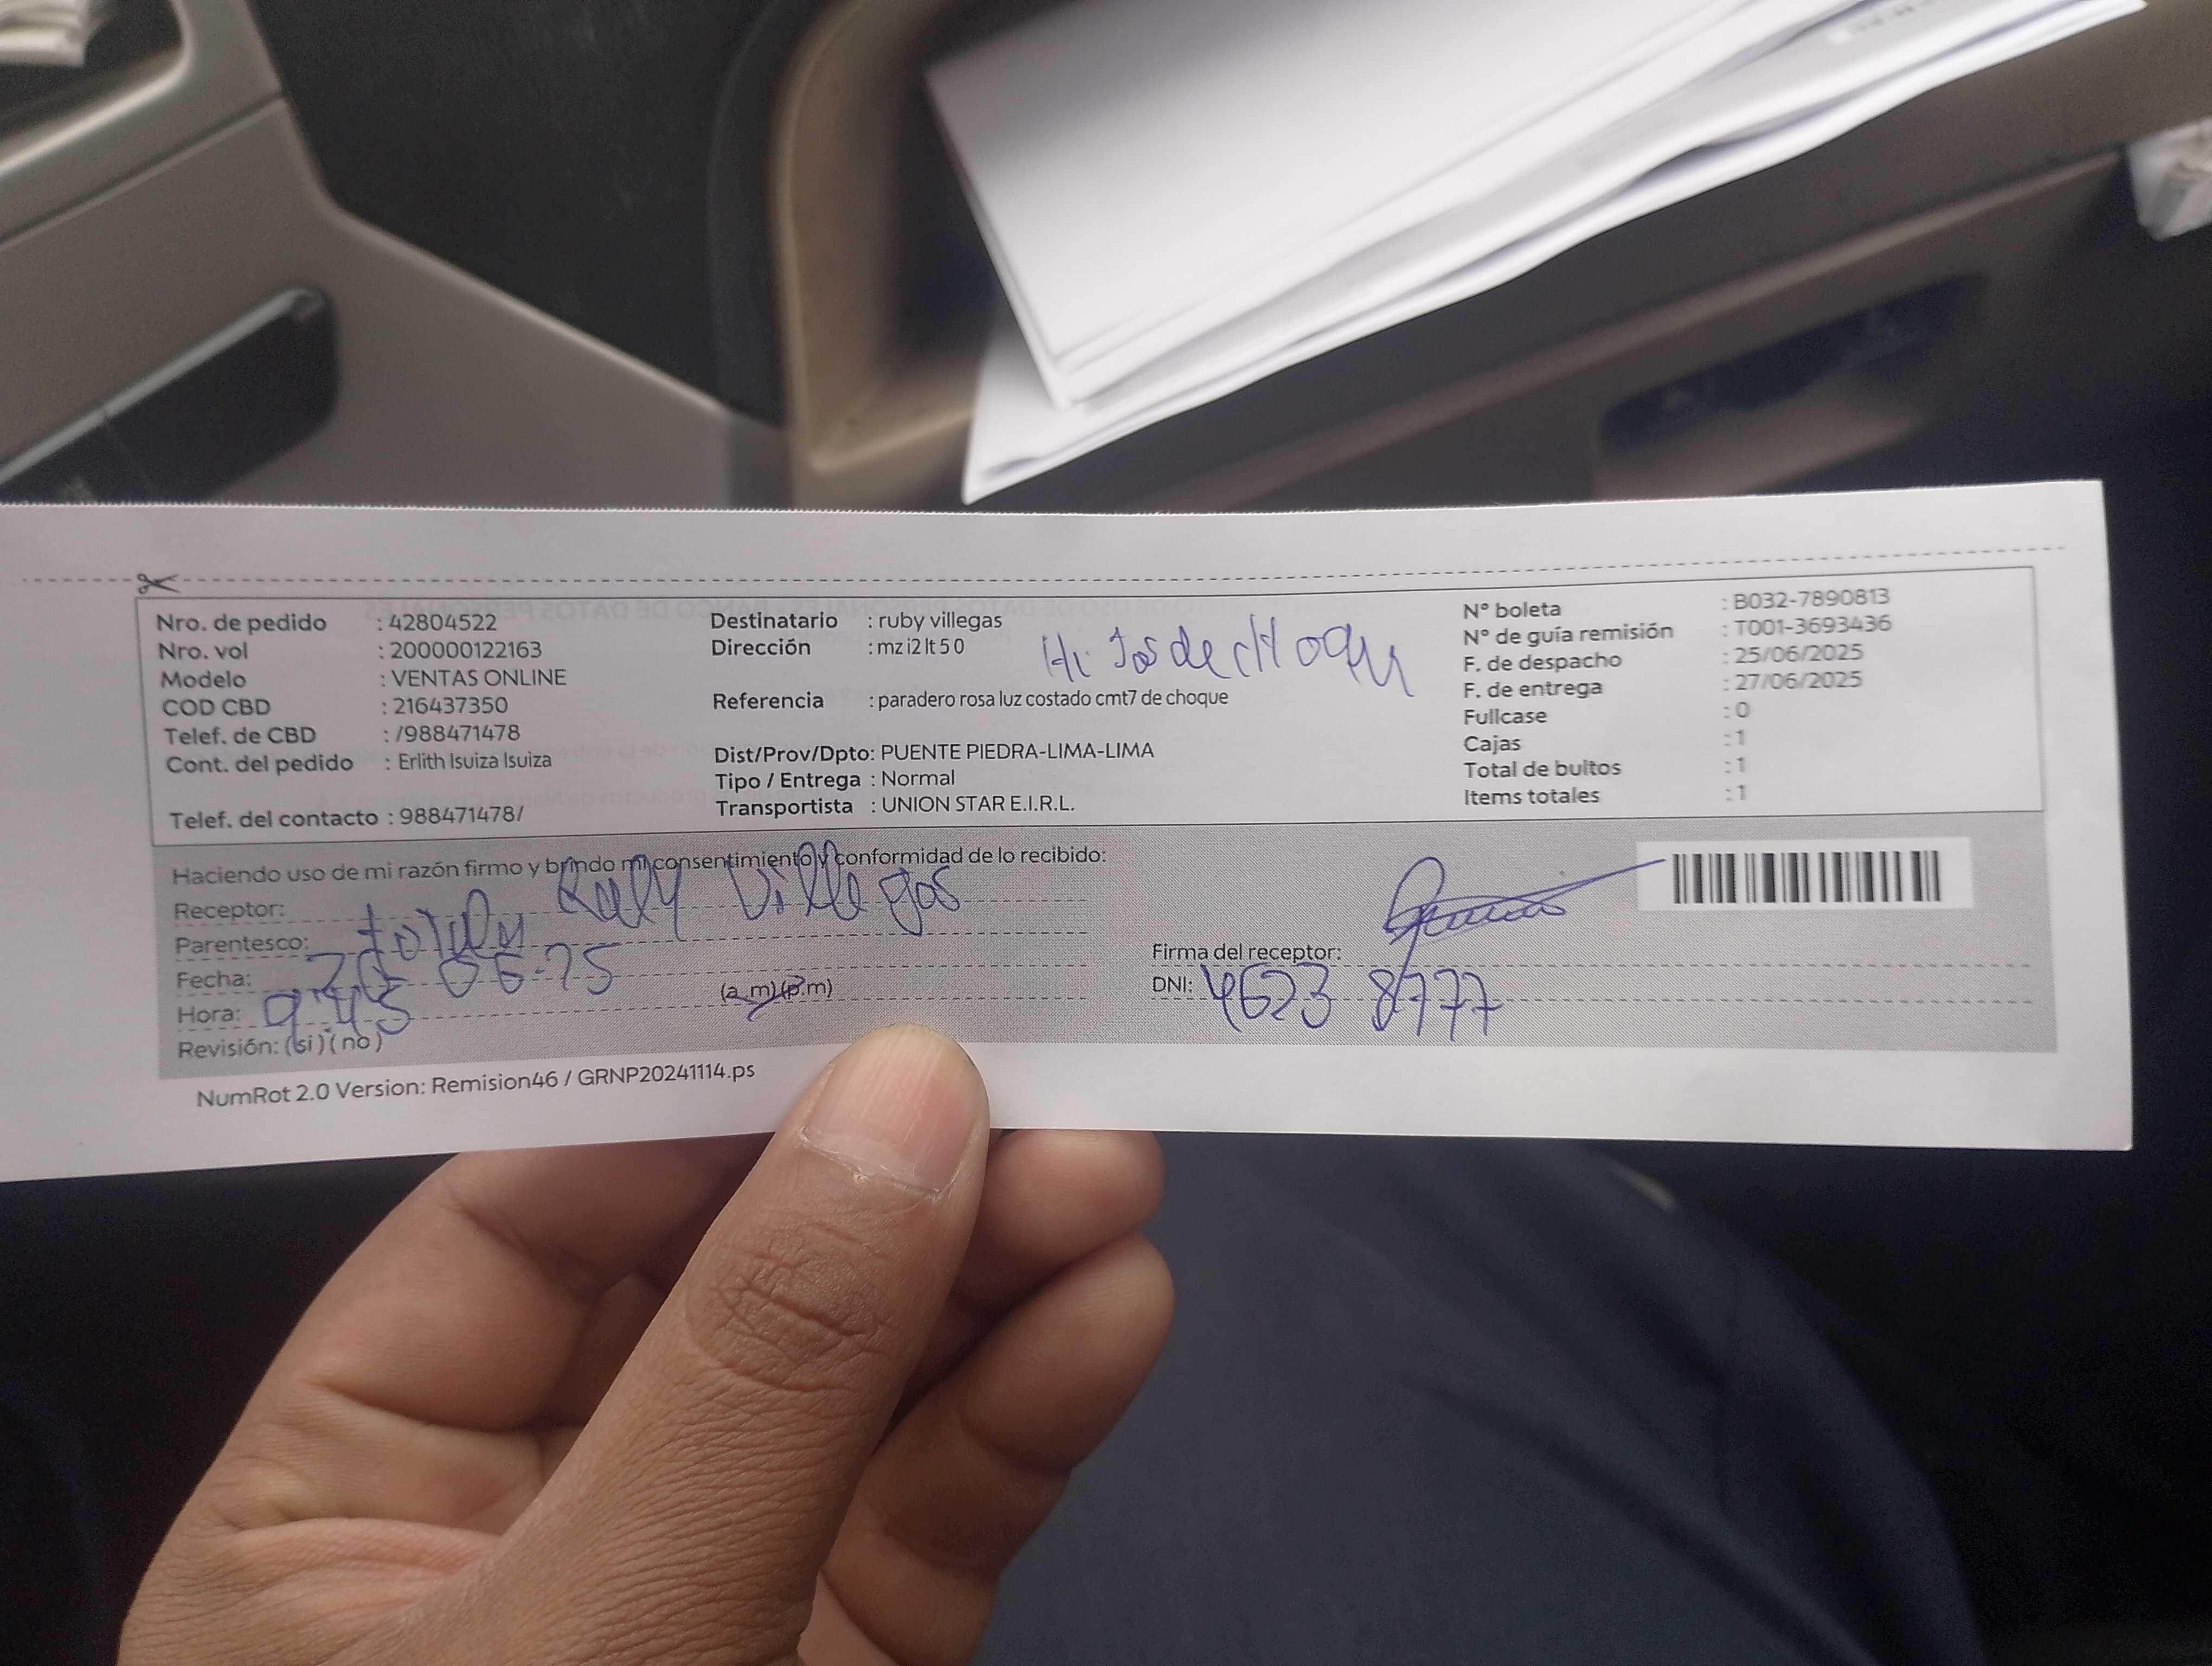 Nro. de pedido : 42804522
Nro. vol : 200000122163
Modelo : VENTAS ONLINE
COD CBD : 216437350
Telef. de CBD : /988471478
Cont. del pedido : Erlith Isuiza Isuiza
Telef. del contacto : 988471478/
Destinatario : ruby villegas
Dirección : mz i2 lt 5 0
Referencia : paradero rosa luz costado cmt7 de choque
Dist/Prov/Dpto: PUENTE PIEDRA-LIMA-LIMA
Tipo / Entrega : Normal
Transportista : UNION STAR E.I.R.L.
N° boleta : B032-7890813
N° de guía remisión : T001-3693436
F. de despacho : 25/06/2025
F. de entrega : 27/06/2025
Fullcase : 0
Cajas : 1
Total de bultos : 1
Items totales : 1
Haciendo uso de mi razón firmo y brindo mi consentimiento y conformidad de lo recibido:
Receptor: Villegas
Parentesco:
Fecha:
Hora: 9:45 (a.m)(p.m)
Revisión: (si) (no)
Firma del receptor:
DNI: 4623 8777
NumRot 2.0 Version: Remision46 / GRNP20241114.ps